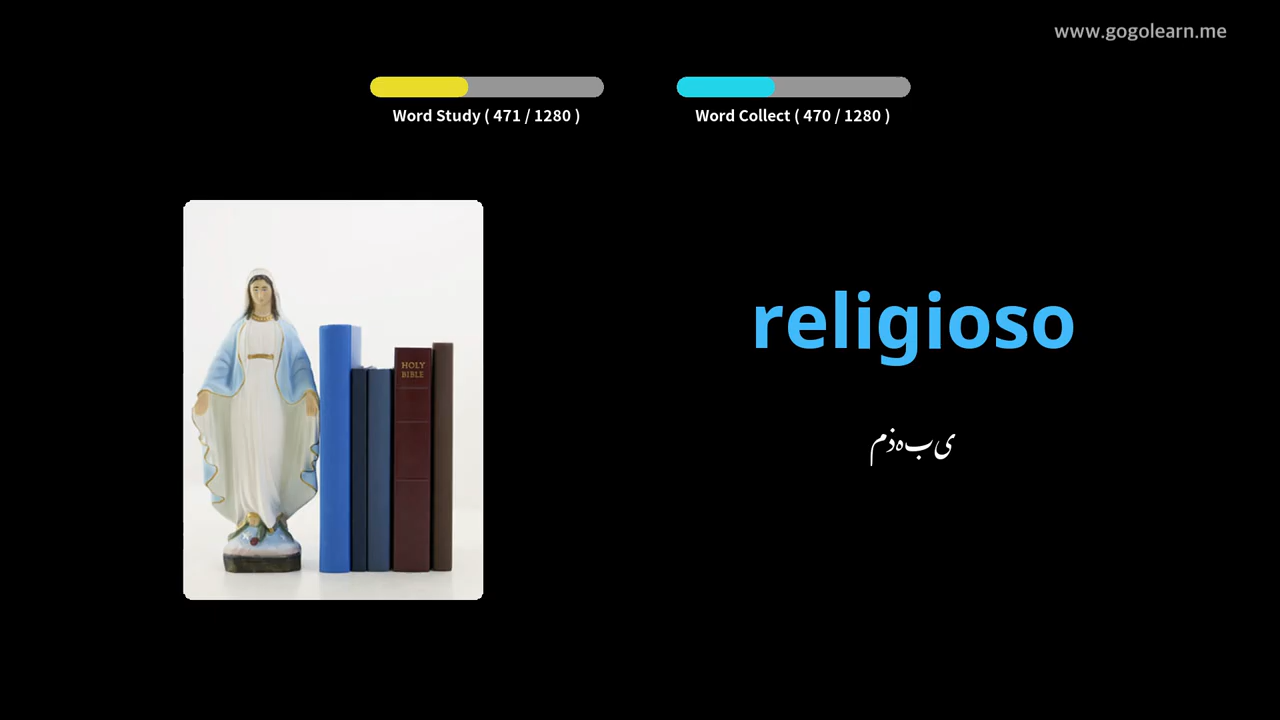 www.gogolearn.me
Word Study ( 471 / 1280 )
Word Collect ( 470 / 1280 )
HOLY
BIBLE
religioso
مذہبی